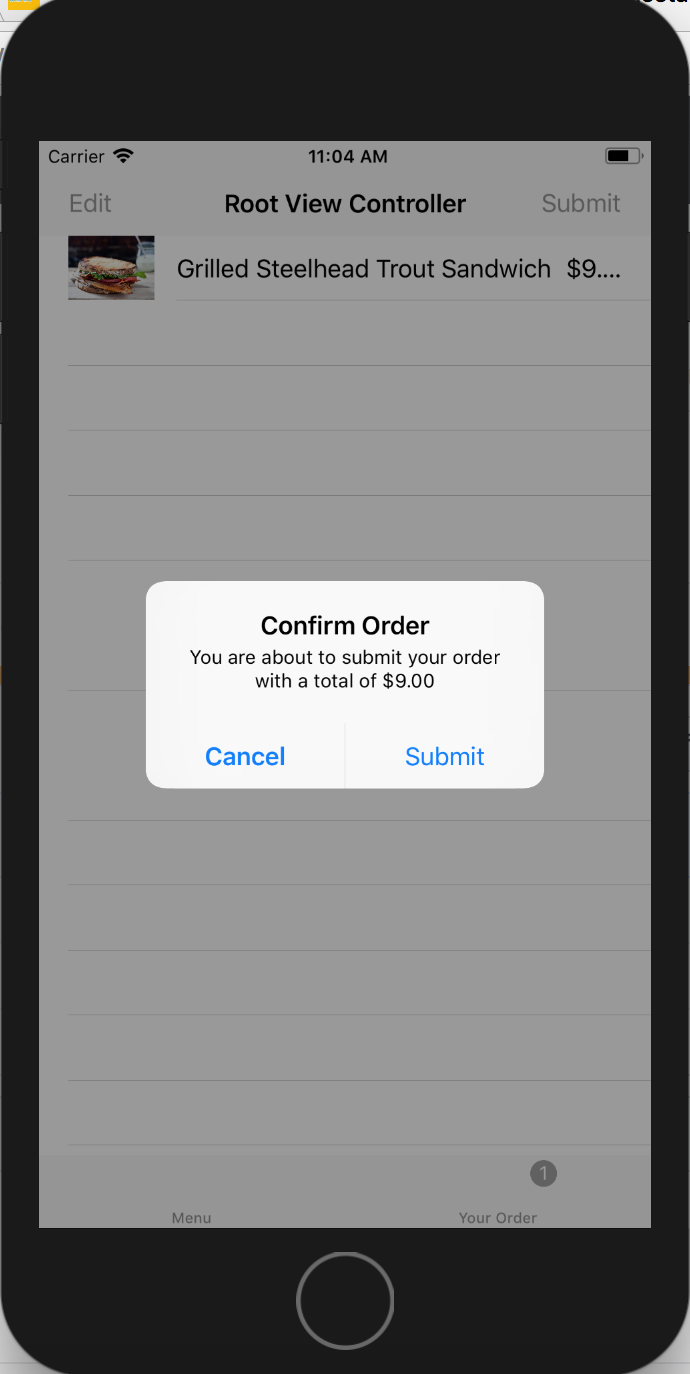 Carrier 11:04 AM
Edit Root View Controller Submit
Grilled Steelhead Trout Sandwich $9....
Confirm Order
You are about to submit your order
with a total of $9.00
Cancel Submit
1
Menu Your Order